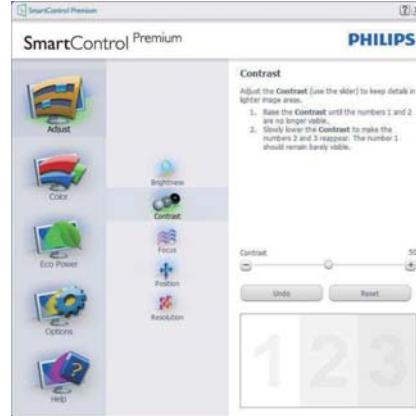 SmartControl Premium
SmartControl Premium
PHILIPS
Adjust
Color
Eco Power
Options
Help
Brightness
Contrast
Focus
Position
Resolution
Contrast
Adjust the Contrast (use the slider) to keep details in
lighter image areas.
1. Raise the Contrast until the numbers 1 and 2
are no longer visible.
2. Slowly lower the Contrast to make the
numbers 2 and 3 reappear. The number 1
should remain barely visible.
Contrast 50
Undo Reset
1 2 3